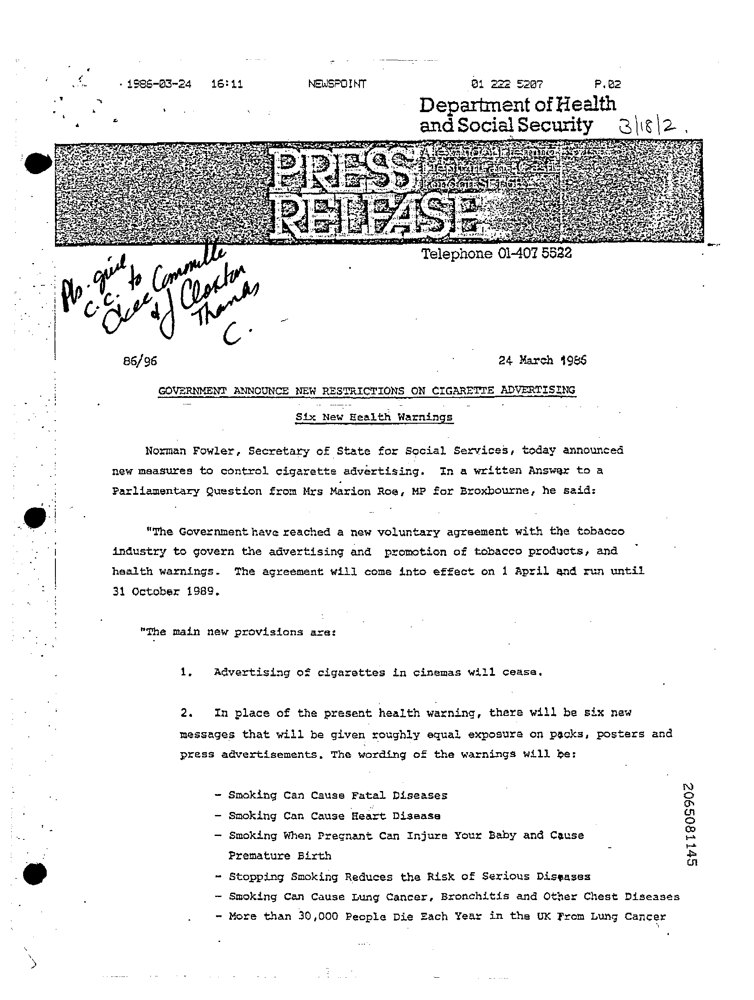 1986-03-24 16:11 NEWSPOINT 01 222 5207 P.02
Department of Health
and Social Security 3/18/2.
PRESS
RELEASE
Telephone 01-407 5522
Pls. give
c.c. to
&
Thanks
C.
86/96 24 March 1986
GOVERNMENT ANNOUNCE NEW RESTRICTIONS ON CIGARETTE ADVERTISING
Six New Health Warnings
Norman Fowler, Secretary of State for Social Services, today announced
new measures to control cigarette advertising. In a written Answer to a
Parliamentary Question from Mrs Marion Roe, MP for Broxbourne, he said:
"The Government have reached a new voluntary agreement with the tobacco
industry to govern the advertising and promotion of tobacco products, and
health warnings. The agreement will come into effect on 1 April and run until
31 October 1989.
"The main new provisions are:
1. Advertising of cigarettes in cinemas will cease.
2. In place of the present health warning, there will be six new
messages that will be given roughly equal exposure on packs, posters and
press advertisements. The wording of the warnings will be:
- Smoking Can Cause Fatal Diseases
- Smoking Can Cause Heart Disease
- Smoking When Pregnant Can Injure Your Baby and Cause
Premature Birth
- Stopping Smoking Reduces the Risk of Serious Diseases
- Smoking Can Cause Lung Cancer, Bronchitis and Other Chest Diseases
- More than 30,000 People Die Each Year in the UK From Lung Cancer
2065081145